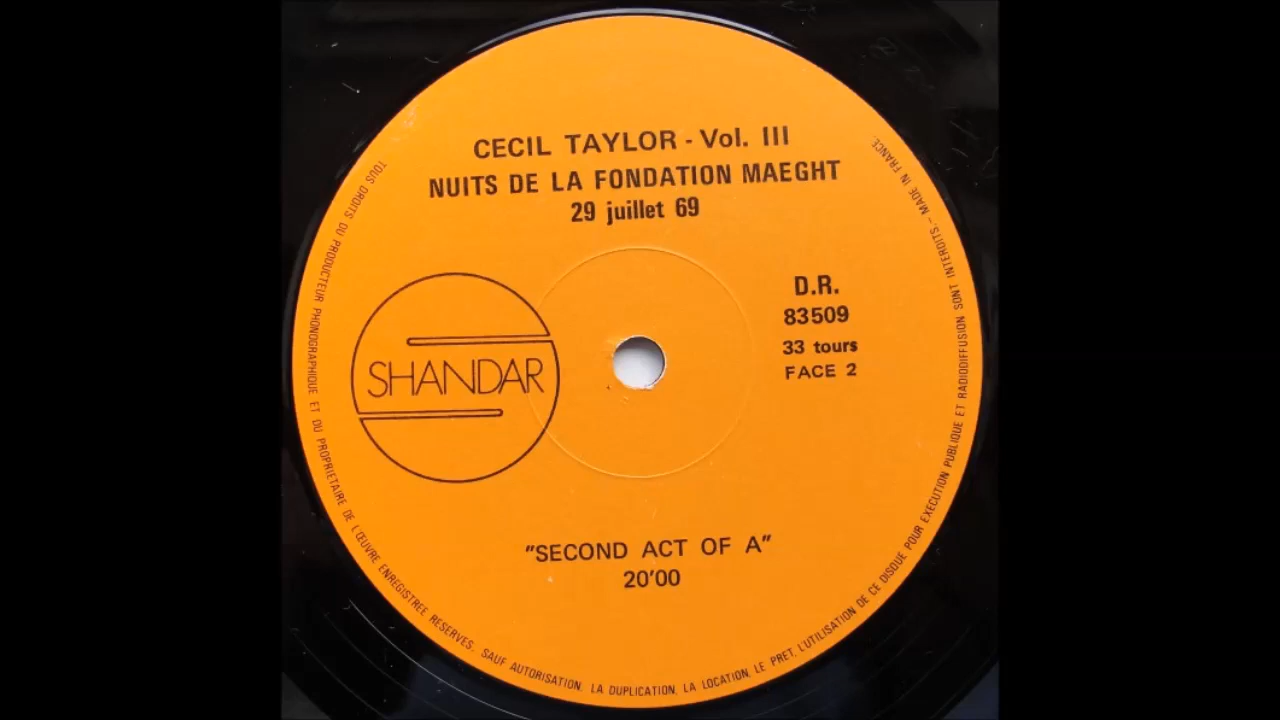 CECIL TAYLOR - Vol. III
NUITS DE LA FONDATION MAEGHT
29 juillet 69
D.R.
83509
33 tours
FACE 2
SHANDAR
"SECOND ACT OF A"
20'00
TOUS DROITS DU PRODUCTEUR PHONOGRAPHIQUE ET DU PROPRIETAIRE DE L'ŒUVRE ENREGISTREE RESERVES. SAUF AUTORISATION, LA DUPLICATION, LA LOCATION, LE PRET, L'UTILISATION DE CE DISQUE POUR EXECUTION PUBLIQUE ET RADIODIFFUSION SONT INTERDITS. - MADE IN FRANCE.